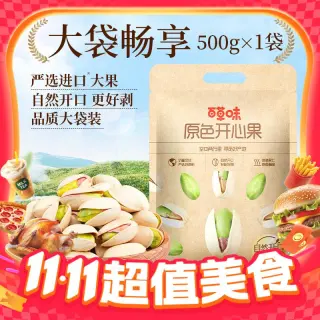 大袋畅享 500g×1袋
严选进口*大果
自然开口 更好剥
品质大袋装
百草味
原色开心果
11·11超值美食